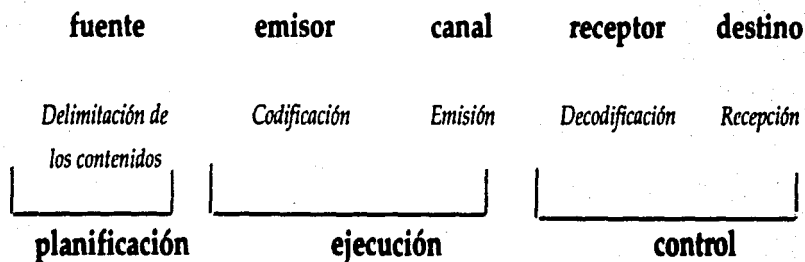 fuente emisor canal receptor destino
Delimitación de Codificación Emisión Decodificación Recepción
los contenidos
planificación ejecución control